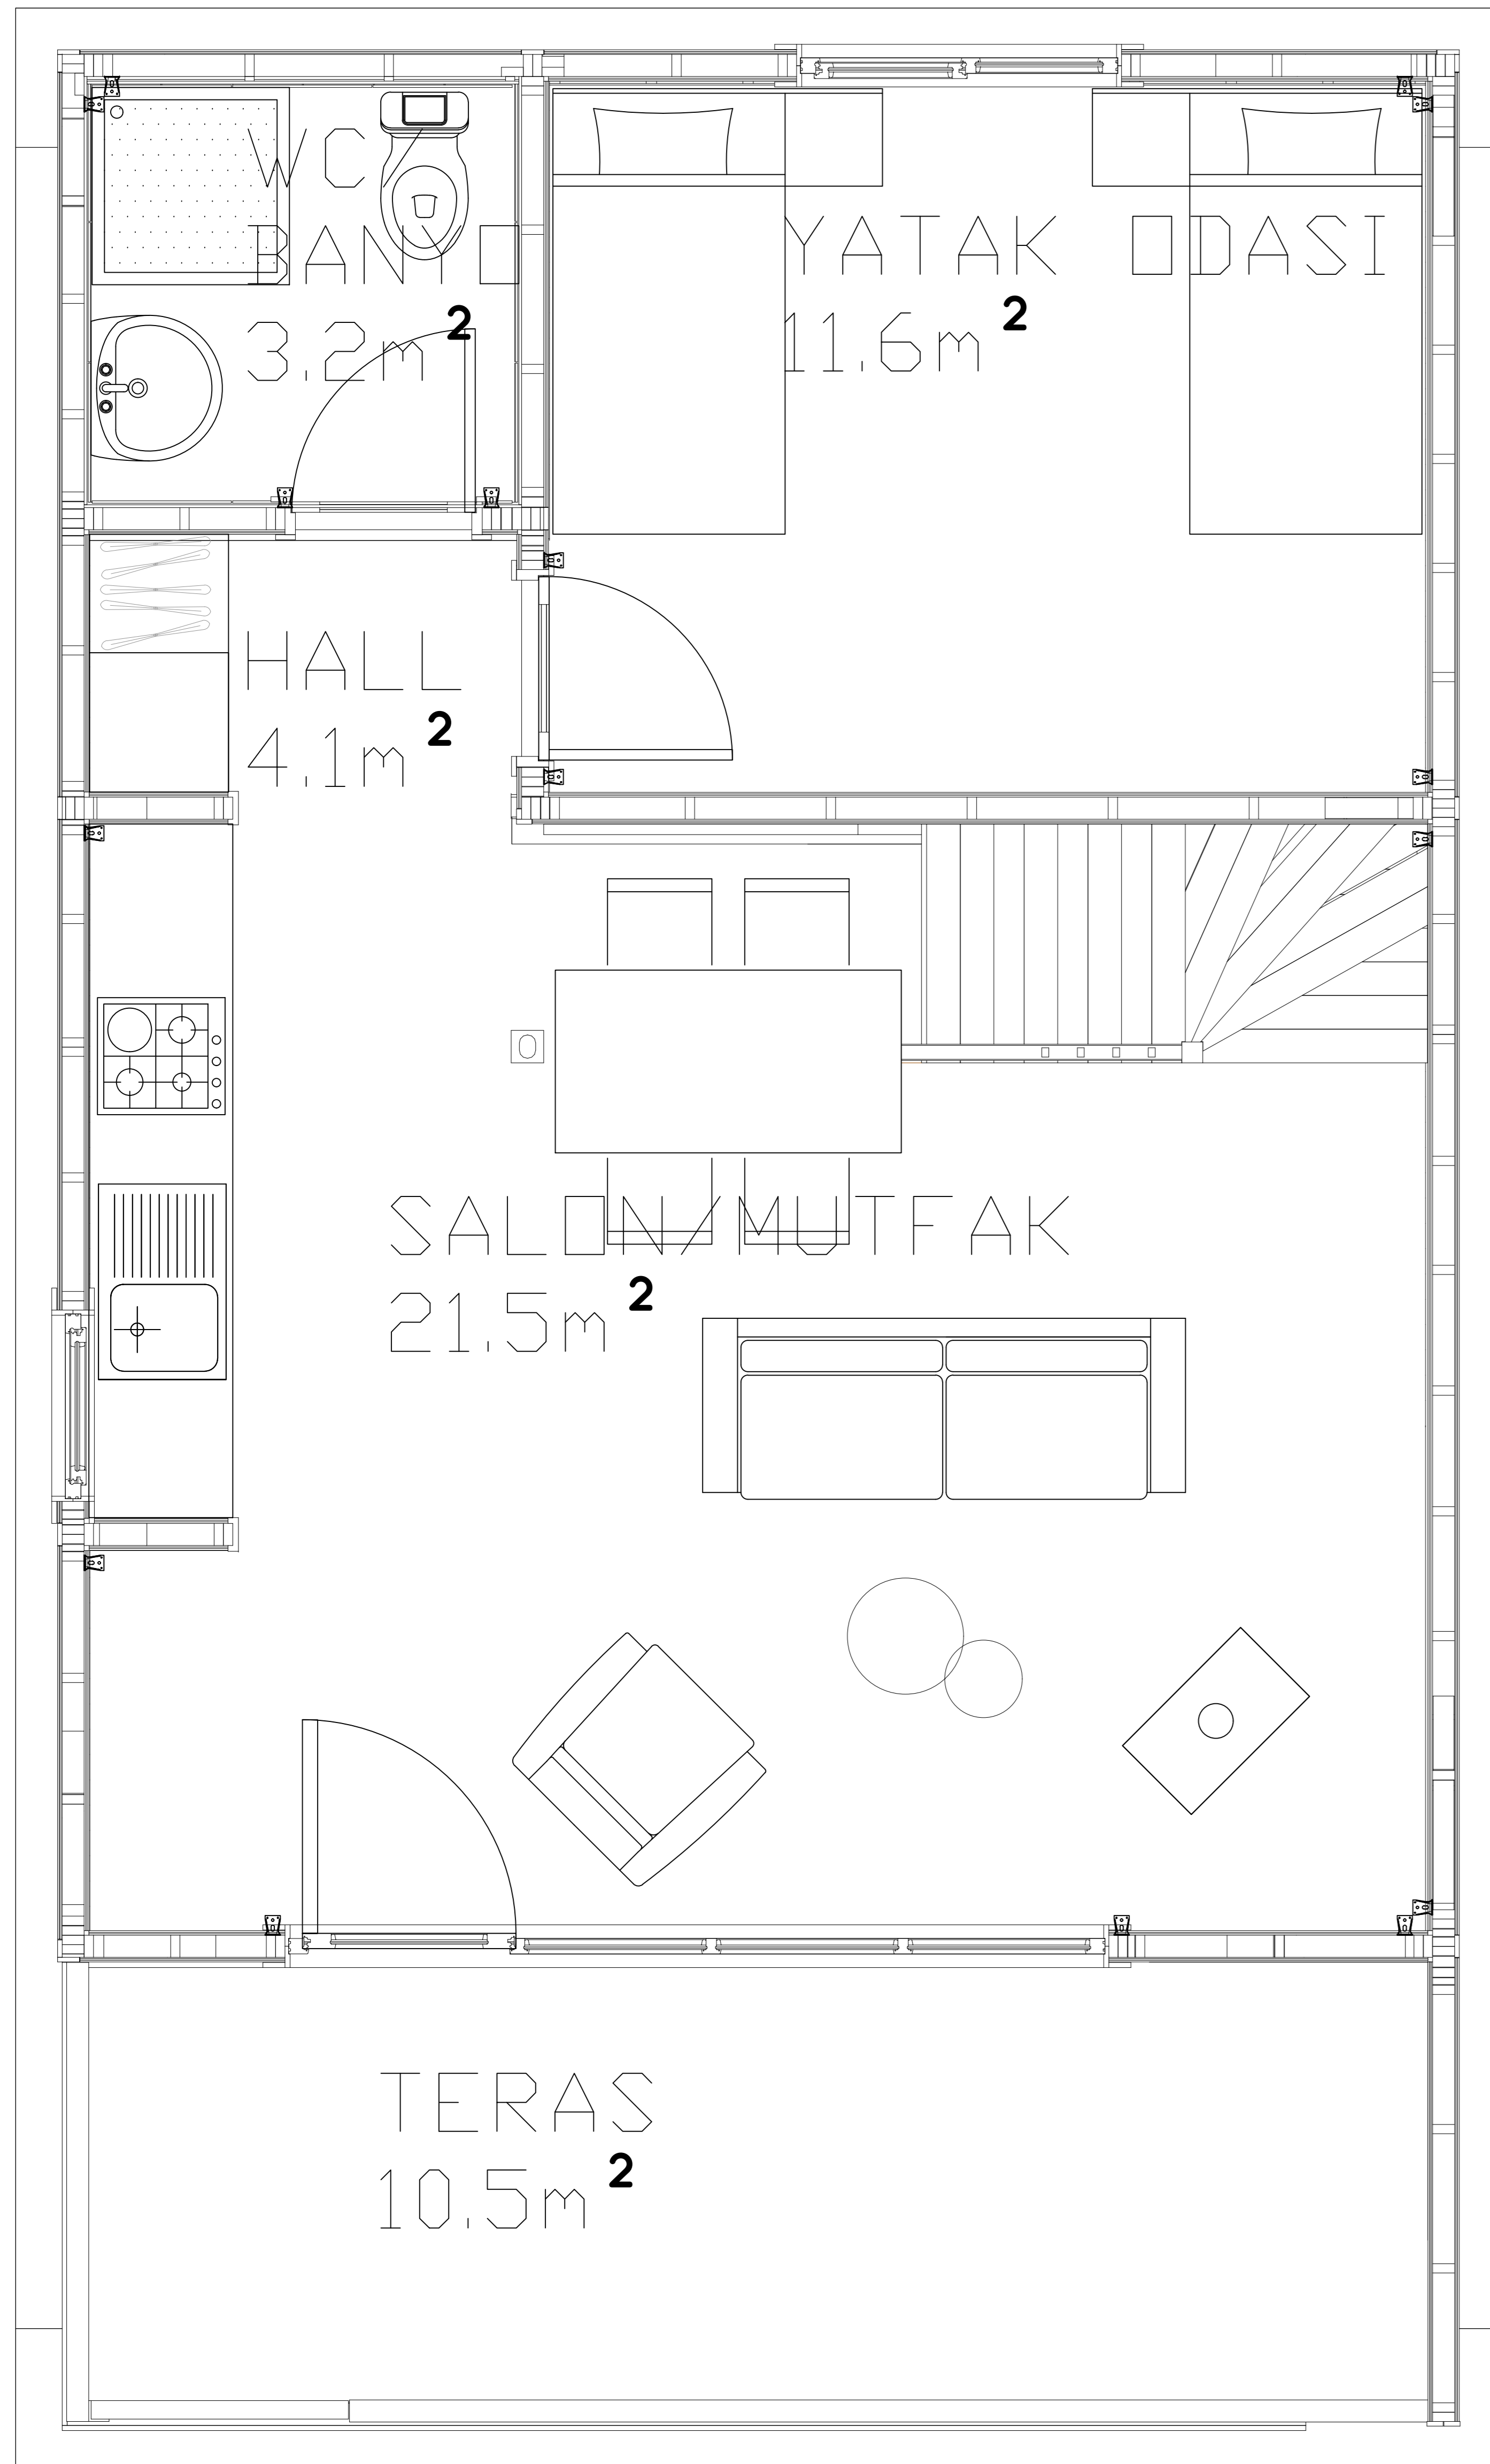 WC/
BANYO
3.2m²
YATAK ODASI
11.6m²
HALL
4.1m²
SALON/MUTFAK
21.5m²
TERAS
10.5m²